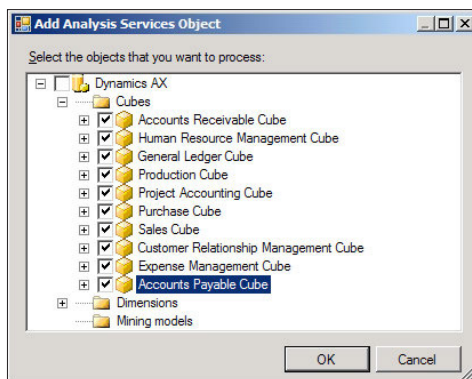 Add Analysis Services Object
Select the objects that you want to process:
Dynamics AX
Cubes
Accounts Receivable Cube
Human Resource Management Cube
General Ledger Cube
Production Cube
Project Accounting Cube
Purchase Cube
Sales Cube
Customer Relationship Management Cube
Expense Management Cube
Accounts Payable Cube
Dimensions
Mining models
OK Cancel